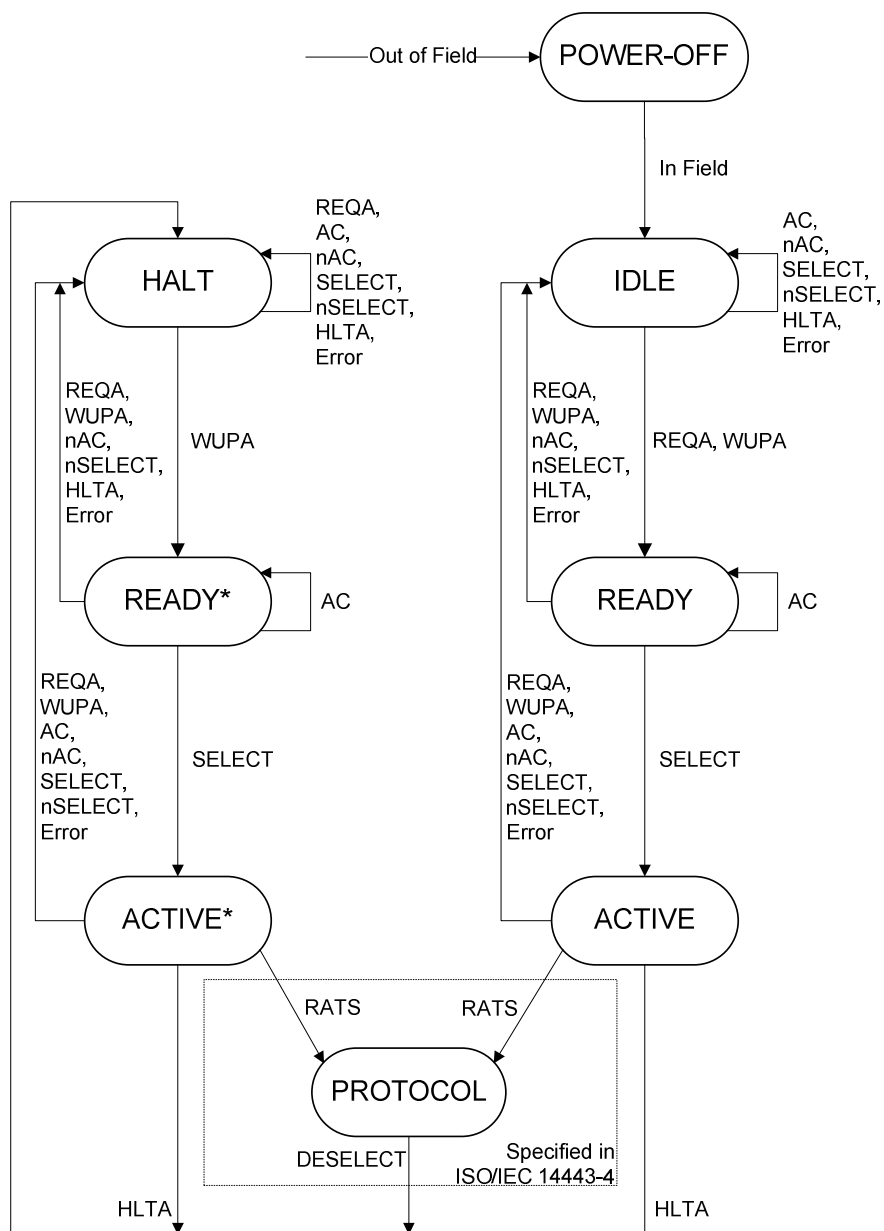 Out of Field
POWER-OFF
In Field
HALT
REQA,
AC,
nAC,
SELECT,
nSELECT,
HLTA,
Error
IDLE
AC,
nAC,
SELECT,
nSELECT,
HLTA,
Error
REQA,
WUPA,
nAC,
nSELECT,
HLTA,
Error
WUPA
REQA,
WUPA,
nAC,
nSELECT,
HLTA,
Error
REQA, WUPA
READY*
AC
READY
AC
REQA,
WUPA,
AC,
nAC,
SELECT,
nSELECT,
Error
SELECT
REQA,
WUPA,
AC,
nAC,
SELECT,
nSELECT,
Error
SELECT
ACTIVE*
ACTIVE
RATS
RATS
PROTOCOL
DESELECT
Specified in
ISO/IEC 14443-4
HLTA
HLTA